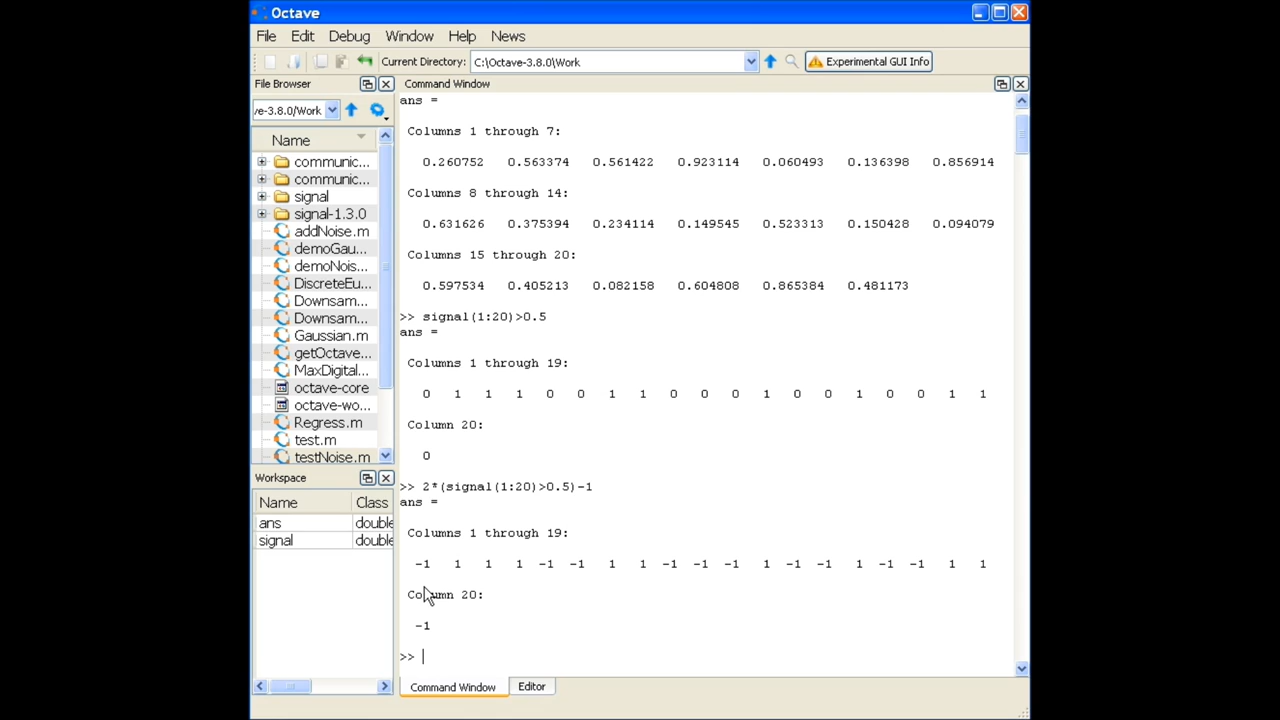 Octave
File Edit Debug Window Help News
Current Directory: C:\Octave-3.8.0\Work Experimental GUI Info
File Browser
ve-3.8.0/Work
Name
communic...
communic...
signal
signal-1.3.0
addNoise.m
demoGau...
demoNois...
DiscreteEu...
Downsam...
Downsam...
Gaussian.m
getOctave...
MaxDigital...
octave-core
octave-wo...
Regress.m
test.m
testNoise.m
Workspace
Name Class
ans double
signal double
Command Window
ans =
Columns 1 through 7:
0.260752 0.563374 0.561422 0.923114 0.060493 0.136398 0.856914
Columns 8 through 14:
0.631626 0.375394 0.234114 0.149545 0.523313 0.150428 0.094079
Columns 15 through 20:
0.597534 0.405213 0.082158 0.604808 0.865384 0.481173
>> signal(1:20)>0.5
ans =
Columns 1 through 19:
0 1 1 1 0 0 1 1 0 0 0 1 0 0 1 0 0 1 1
Column 20:
0
>> 2*(signal(1:20)>0.5)-1
ans =
Columns 1 through 19:
-1 1 1 1 -1 -1 1 1 -1 -1 -1 1 -1 -1 1 -1 -1 1 1
Column 20:
-1
>>
Command Window Editor